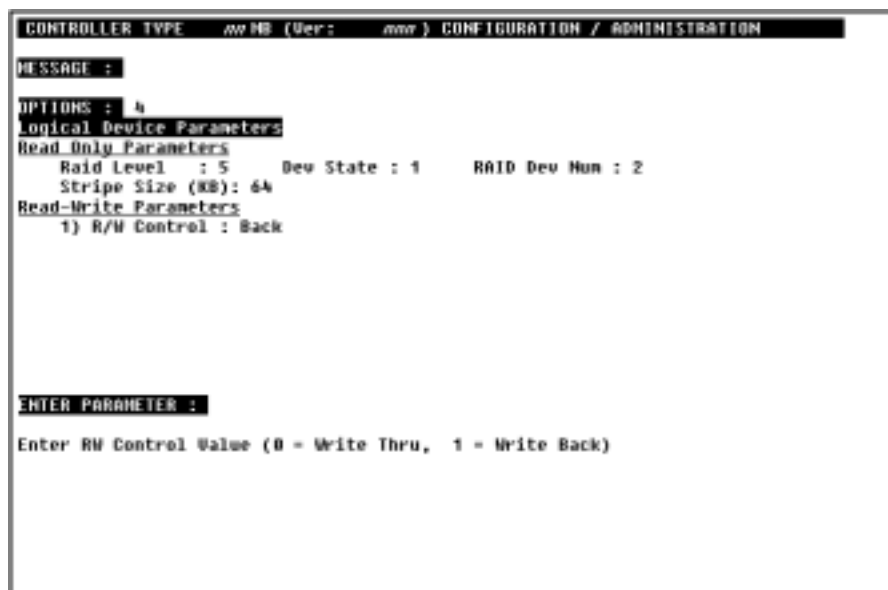 CONTROLLER TYPE nn MB (Ver: nnn) CONFIGURATION / ADMINISTRATION
MESSAGE :
OPTIONS : 4
Logical Device Parameters
Read Only Parameters
Raid Level : 5 Dev State : 1 RAID Dev Num : 2
Stripe Size (KB): 64
Read-Write Parameters
1) R/W Control : Back
ENTER PARAMETER :
Enter RW Control Value (0 = Write Thru, 1 = Write Back)